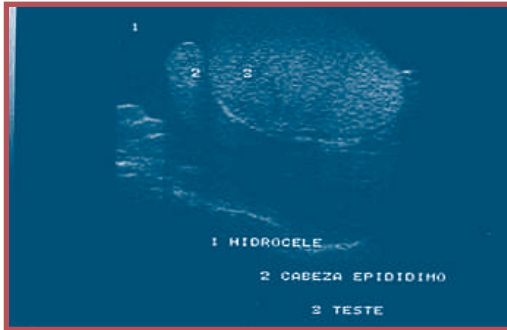 1
2 3
1 HIDROCELE
2 CABEZA EPIDIDIMO
3 TESTE